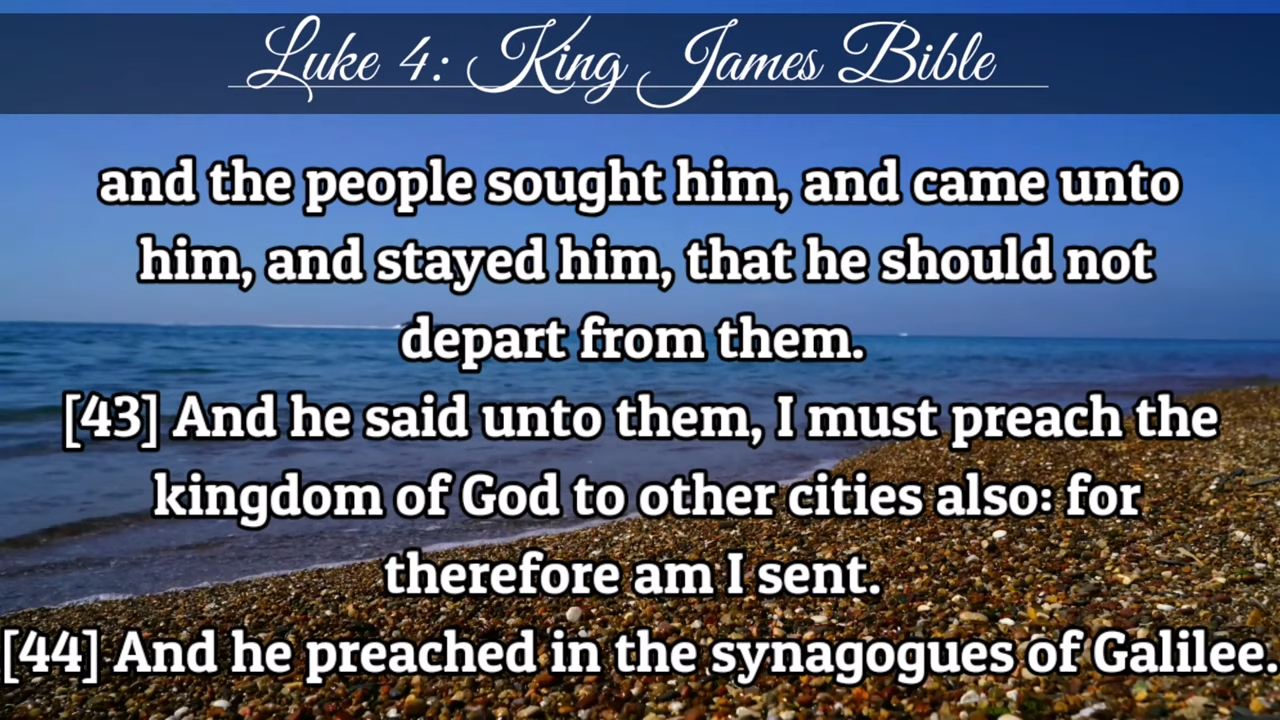 Luke 4: King James Bible
and the people sought him, and came unto
him, and stayed him, that he should not
depart from them.
[43] And he said unto them, I must preach the
kingdom of God to other cities also: for
therefore am I sent.
[44] And he preached in the synagogues of Galilee.